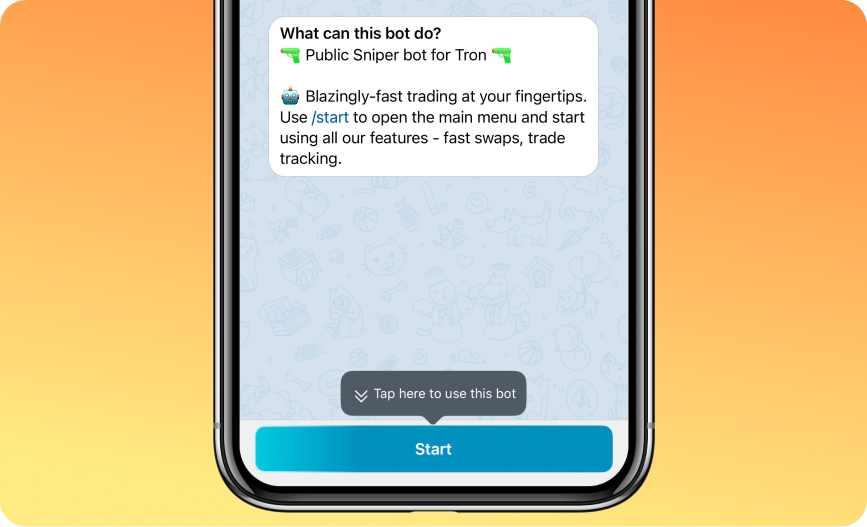 What can this bot do?
🔫 Public Sniper bot for Tron 🔫
🤖 Blazingly-fast trading at your fingertips.
Use /start to open the main menu and start
using all our features - fast swaps, trade
tracking.
Tap here to use this bot
Start